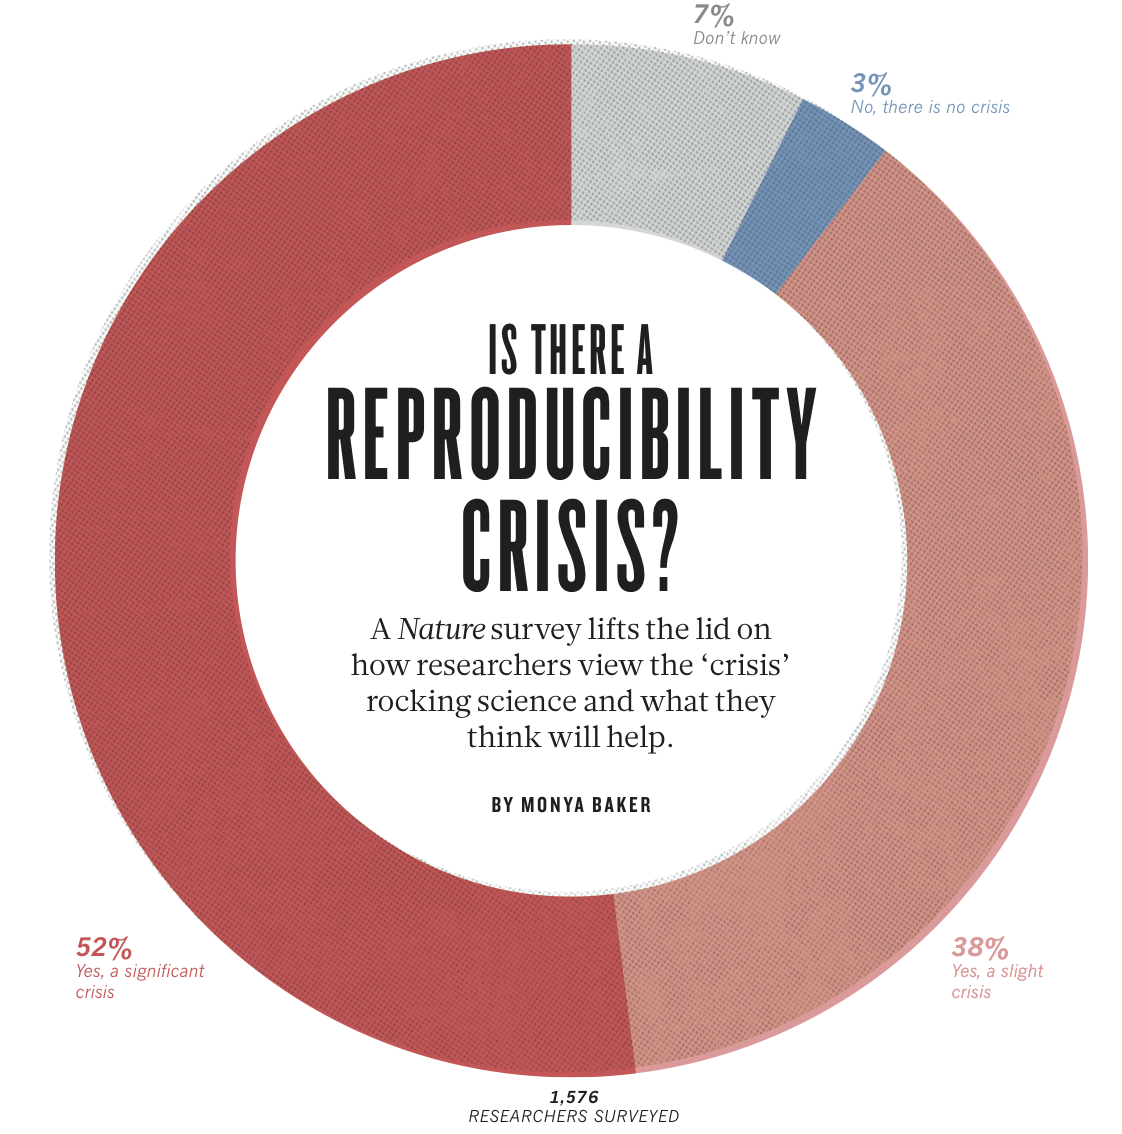 7%
Don’t know
3%
No, there is no crisis
IS THERE A
REPRODUCIBILITY
CRISIS?
A Nature survey lifts the lid on
how researchers view the ‘crisis’
rocking science and what they
think will help.
BY MONYA BAKER
52%
Yes, a significant
crisis
38%
Yes, a slight
crisis
1,576
RESEARCHERS SURVEYED